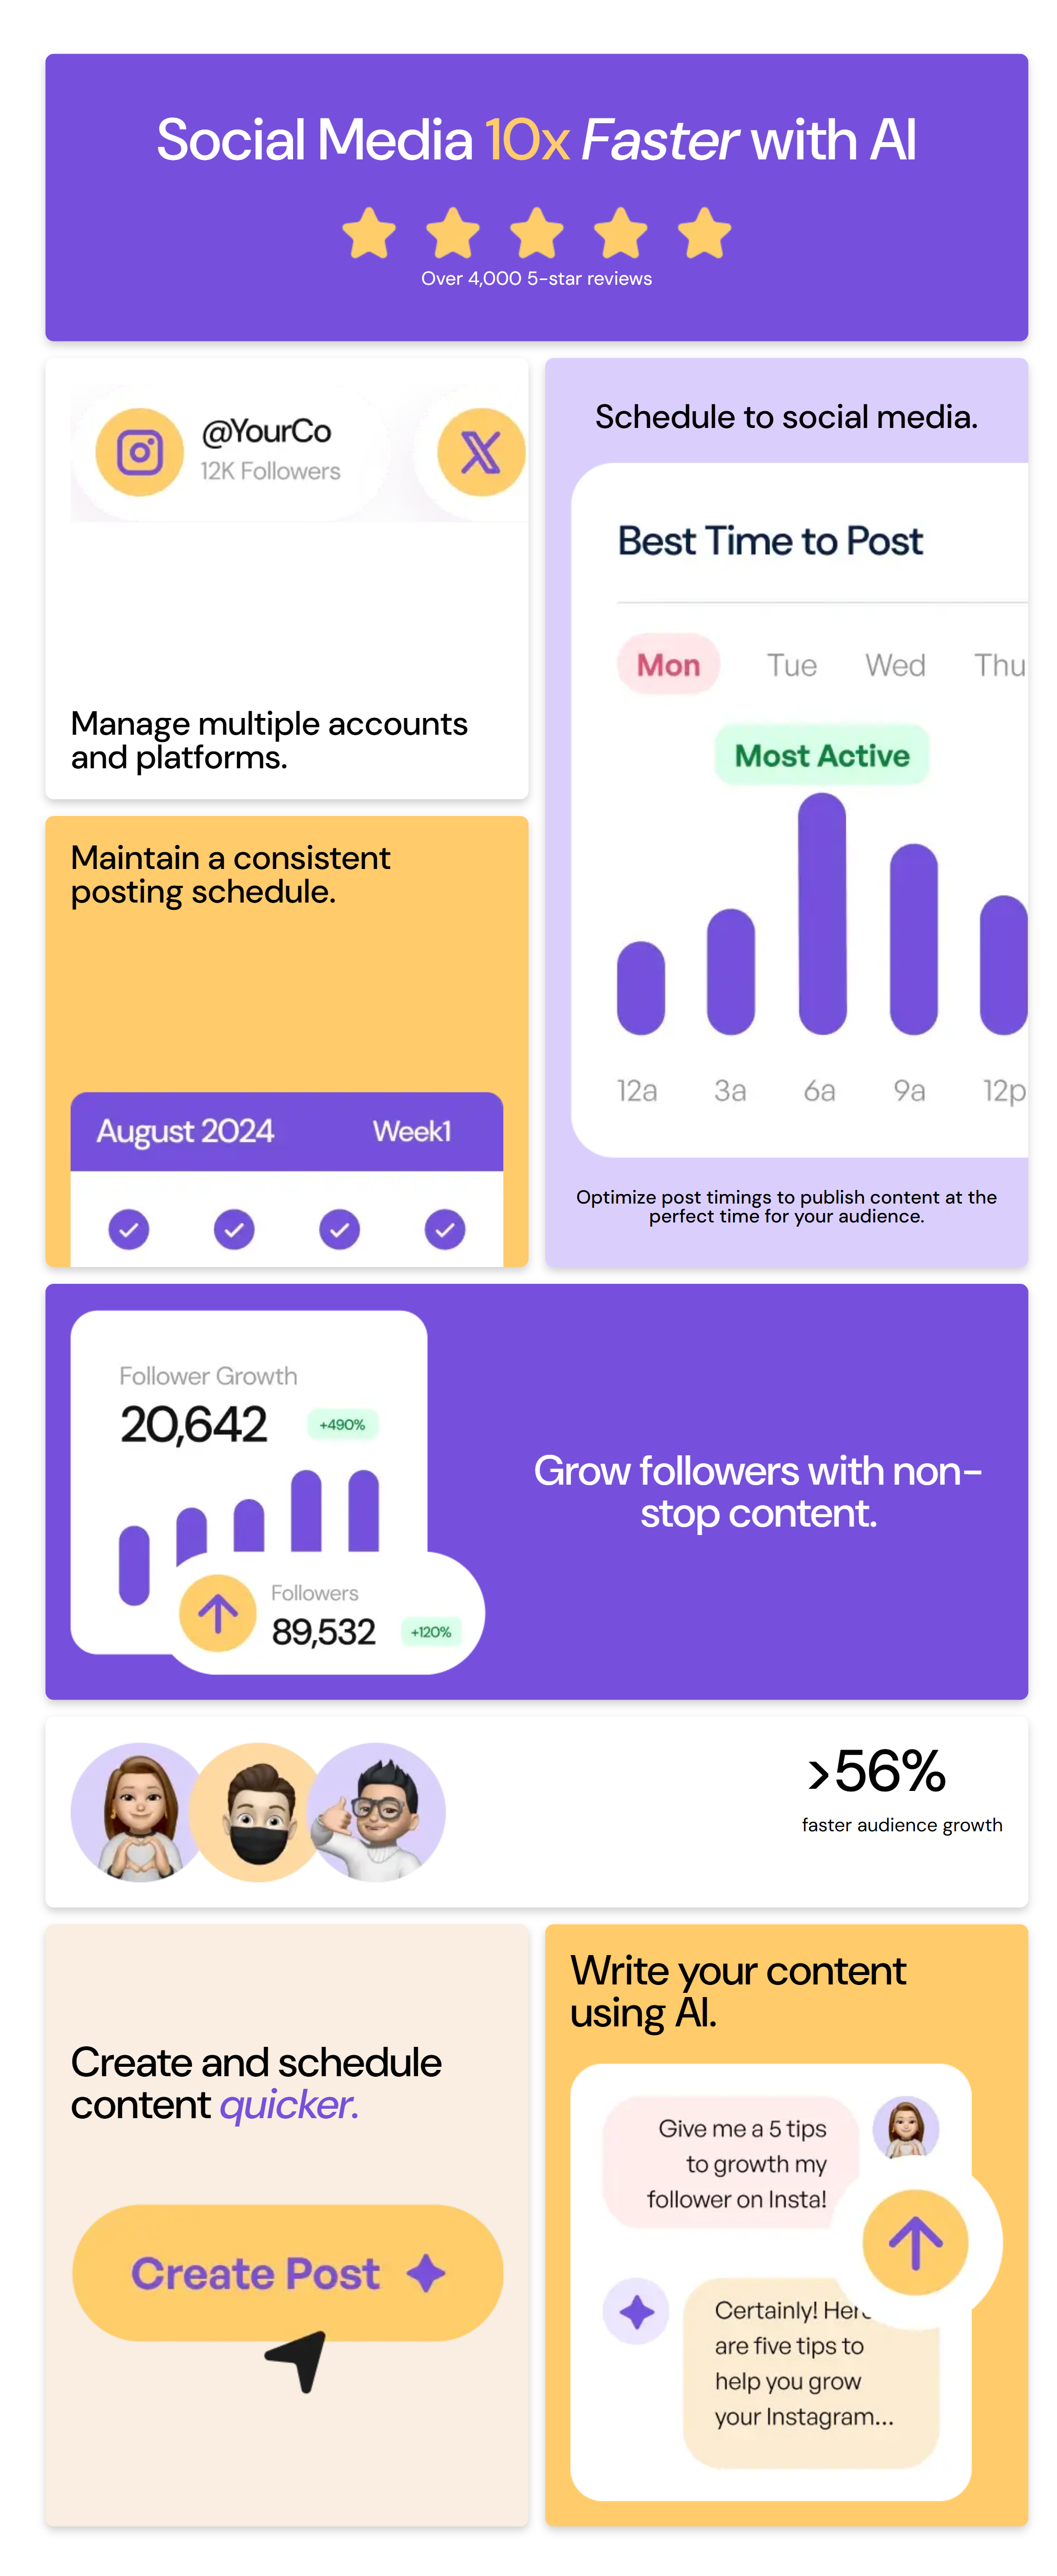 Social Media 10x Faster with AI
Over 4,000 5-star reviews
@YourCo
12K Followers
Manage multiple accounts
and platforms.
Schedule to social media.
Best Time to Post
Mon Tue Wed Thu
Most Active
12a 3a 6a 9a 12p
Optimize post timings to publish content at the
perfect time for your audience.
Maintain a consistent
posting schedule.
August 2024 Week1
Follower Growth
20,642 +490%
Followers
89,532 +120%
Grow followers with non-
stop content.
>56%
faster audience growth
Create and schedule
content quicker.
Create Post
Write your content
using AI.
Give me a 5 tips
to growth my
follower on Insta!
Certainly! Here
are five tips to
help you grow
your Instagram...